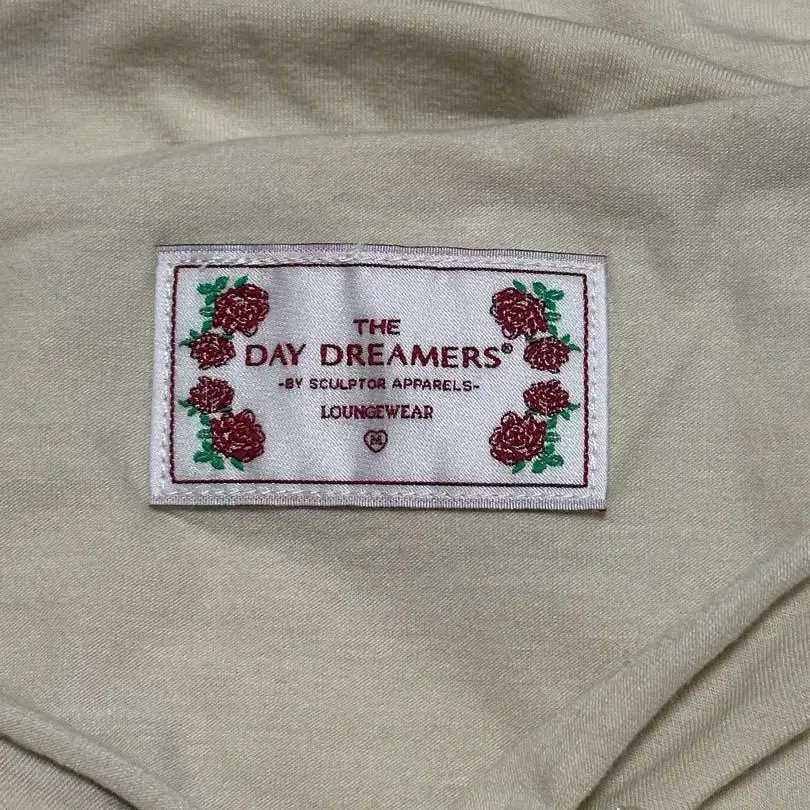 THE
DAY DREAMERS®
-BY SCULPTOR APPARELS-
LOUNGEWEAR
M